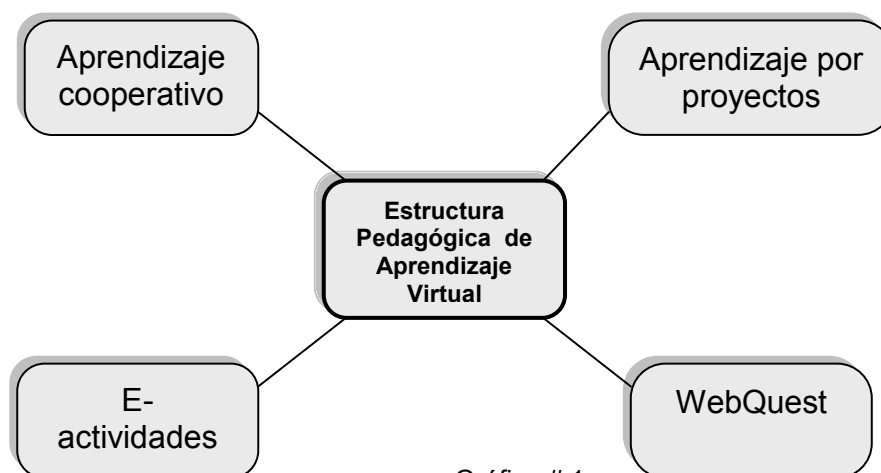 Aprendizaje
cooperativo
Aprendizaje por
proyectos
Estructura
Pedagógica de
Aprendizaje
Virtual
E-
actividades
WebQuest